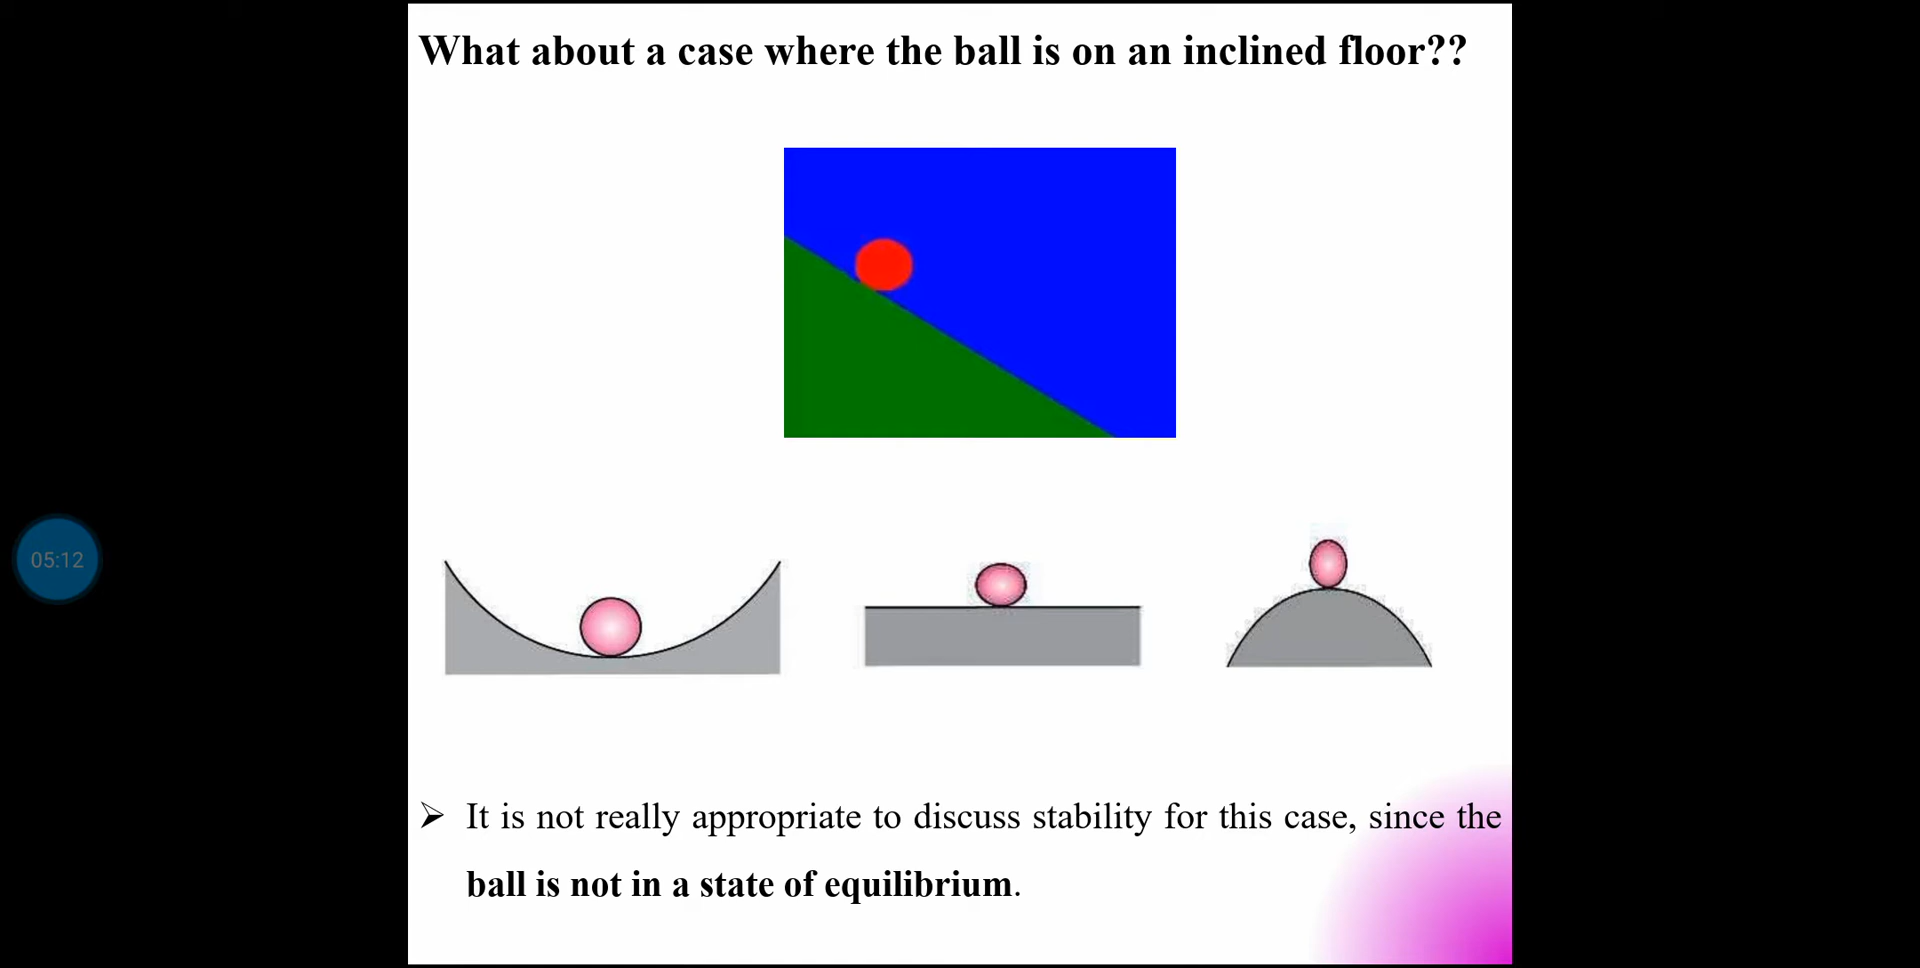 What about a case where the ball is on an inclined floor??
05:12
➢ It is not really appropriate to discuss stability for this case, since the
ball is not in a state of equilibrium.